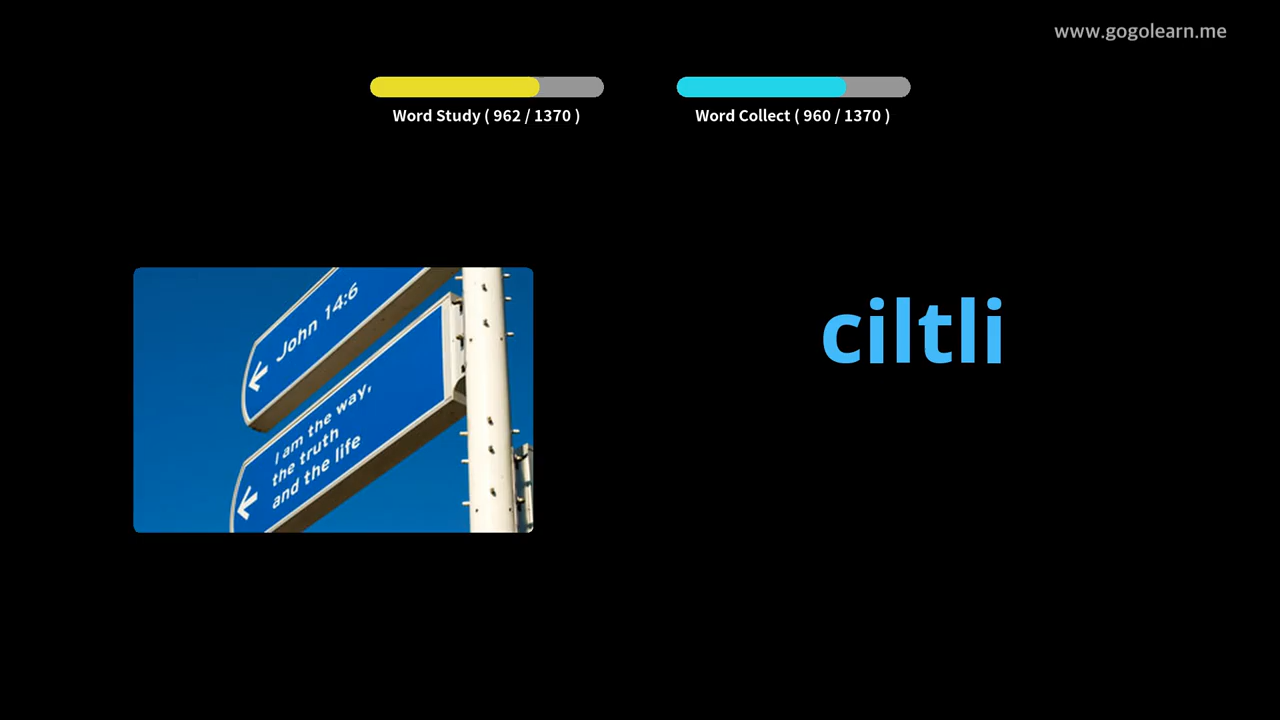 www.gogolearn.me
Word Study ( 962 / 1370 )
Word Collect ( 960 / 1370 )
John 14:6
I am the way,
the truth
and the life
ciltli